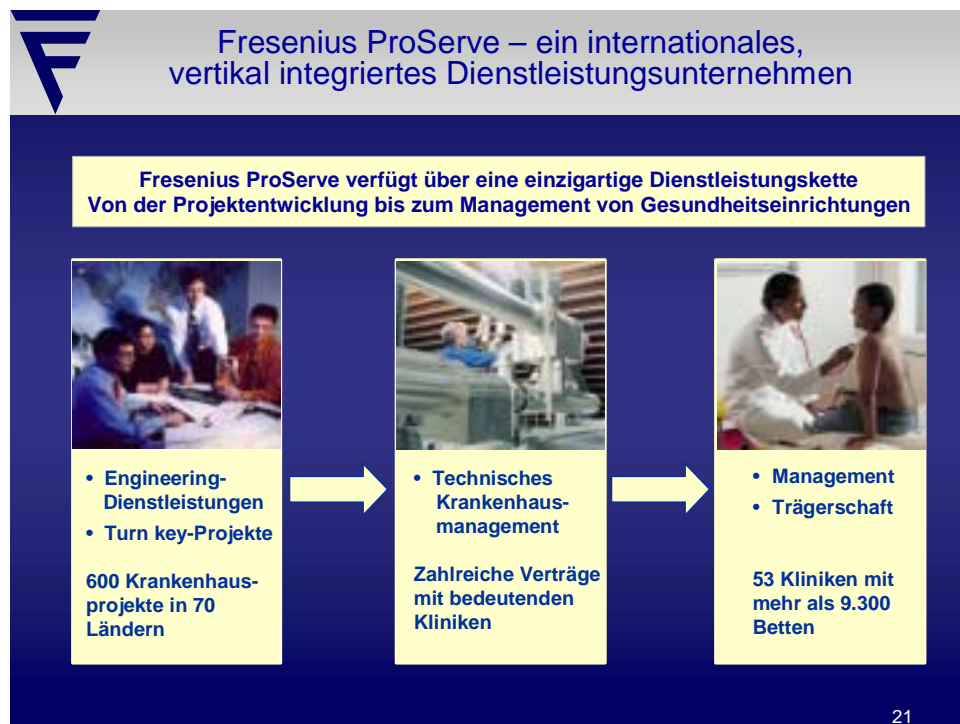 Fresenius ProServe – ein internationales,
vertikal integriertes Dienstleistungsunternehmen
Fresenius ProServe verfügt über eine einzigartige Dienstleistungskette
Von der Projektentwicklung bis zum Management von Gesundheitseinrichtungen
• Engineering-
Dienstleistungen
• Turn key-Projekte
600 Krankenhaus-
projekte in 70
Ländern
• Technisches
Krankenhaus-
management
Zahlreiche Verträge
mit bedeutenden
Kliniken
• Management
• Trägerschaft
53 Kliniken mit
mehr als 9.300
Betten
21